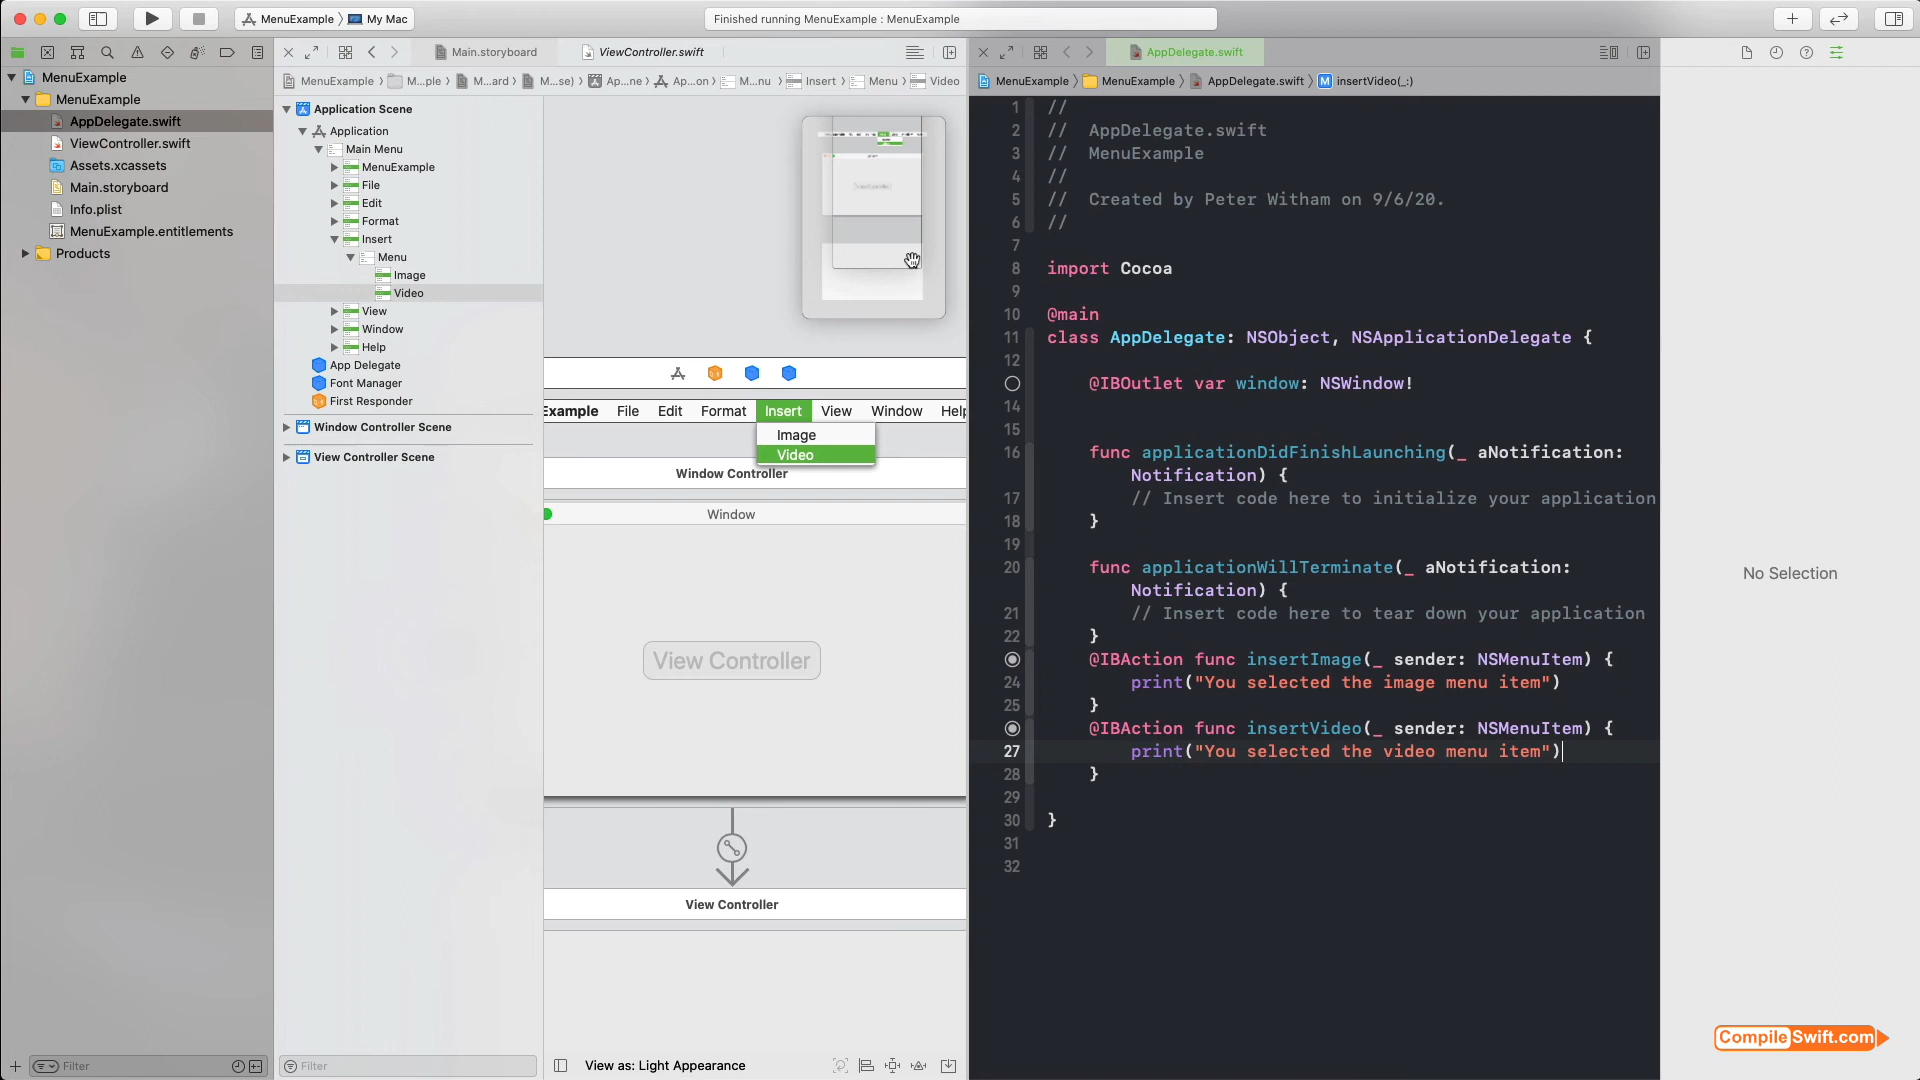 MenuExample 〉 My Mac
Finished running MenuExample : MenuExample
Main.storyboard
ViewController.swift
AppDelegate.swift
MenuExample 〉 M...ple 〉 M...ard 〉 M...se) 〉 Ap...ne 〉 Ap...on 〉 M...nu 〉 Insert 〉 Menu 〉 Video
MenuExample 〉 MenuExample 〉 AppDelegate.swift 〉 M insertVideo(_:)
MenuExample
MenuExample
AppDelegate.swift
ViewController.swift
Assets.xcassets
Main.storyboard
Info.plist
MenuExample.entitlements
Products
Filter
Application Scene
Application
Main Menu
MenuExample
File
Edit
Format
Insert
Menu
Image
Video
View
Window
Help
App Delegate
Font Manager
First Responder
Window Controller Scene
View Controller Scene
Filter
Example File Edit Format Insert View Window Help
Image
Video
Window Controller
Window
View Controller
View Controller
View as: Light Appearance
1 //
2 // AppDelegate.swift
3 // MenuExample
4 //
5 // Created by Peter Witham on 9/6/20.
6 //
7
8 import Cocoa
9
10 @main
11 class AppDelegate: NSObject, NSApplicationDelegate {
12
@IBOutlet var window: NSWindow!
14
15
16 func applicationDidFinishLaunching(_ aNotification:
Notification) {
17 // Insert code here to initialize your application
18 }
19
20 func applicationWillTerminate(_ aNotification:
Notification) {
21 // Insert code here to tear down your application
22 }
@IBAction func insertImage(_ sender: NSMenuItem) {
24 print("You selected the image menu item")
25 }
@IBAction func insertVideo(_ sender: NSMenuItem) {
27 print("You selected the video menu item")
28 }
29
30 }
31
32
No Selection
CompileSwift.com